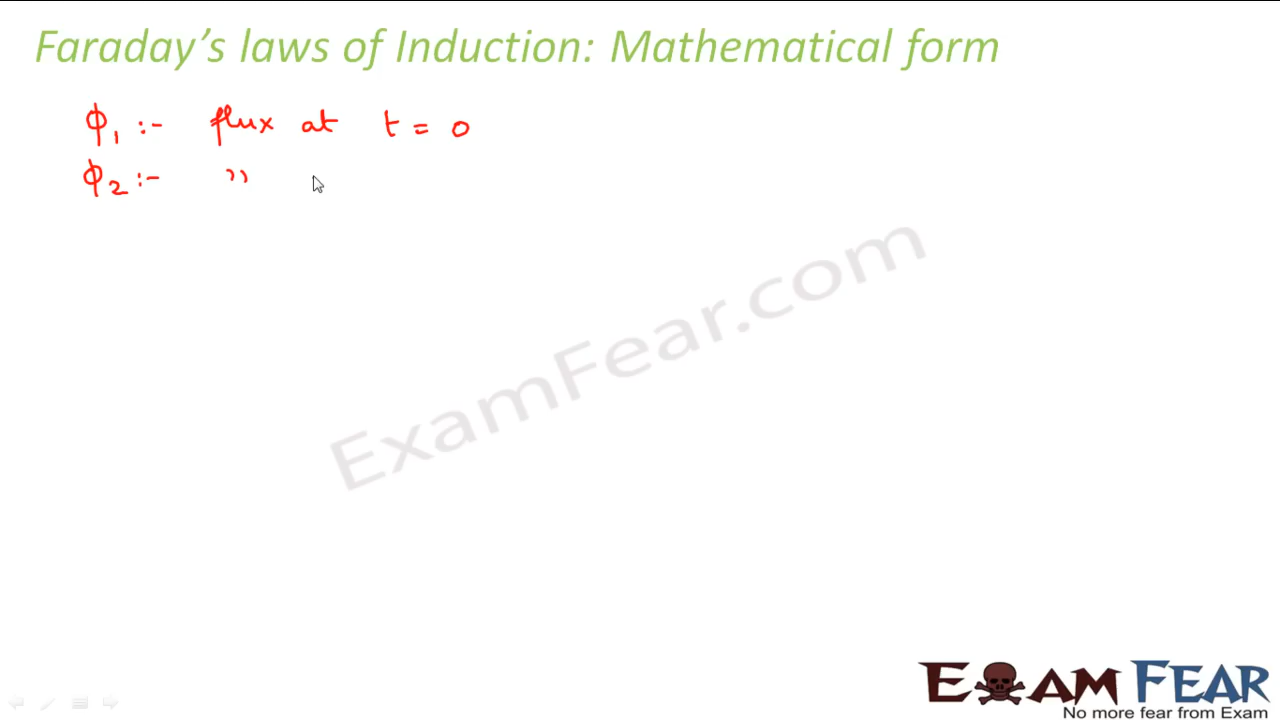 Faraday’s laws of Induction: Mathematical form
ϕ₁ :- flux at t = 0
ϕ₂ :- ”
ExamFear.com
EXAM FEAR
No more fear from Exam